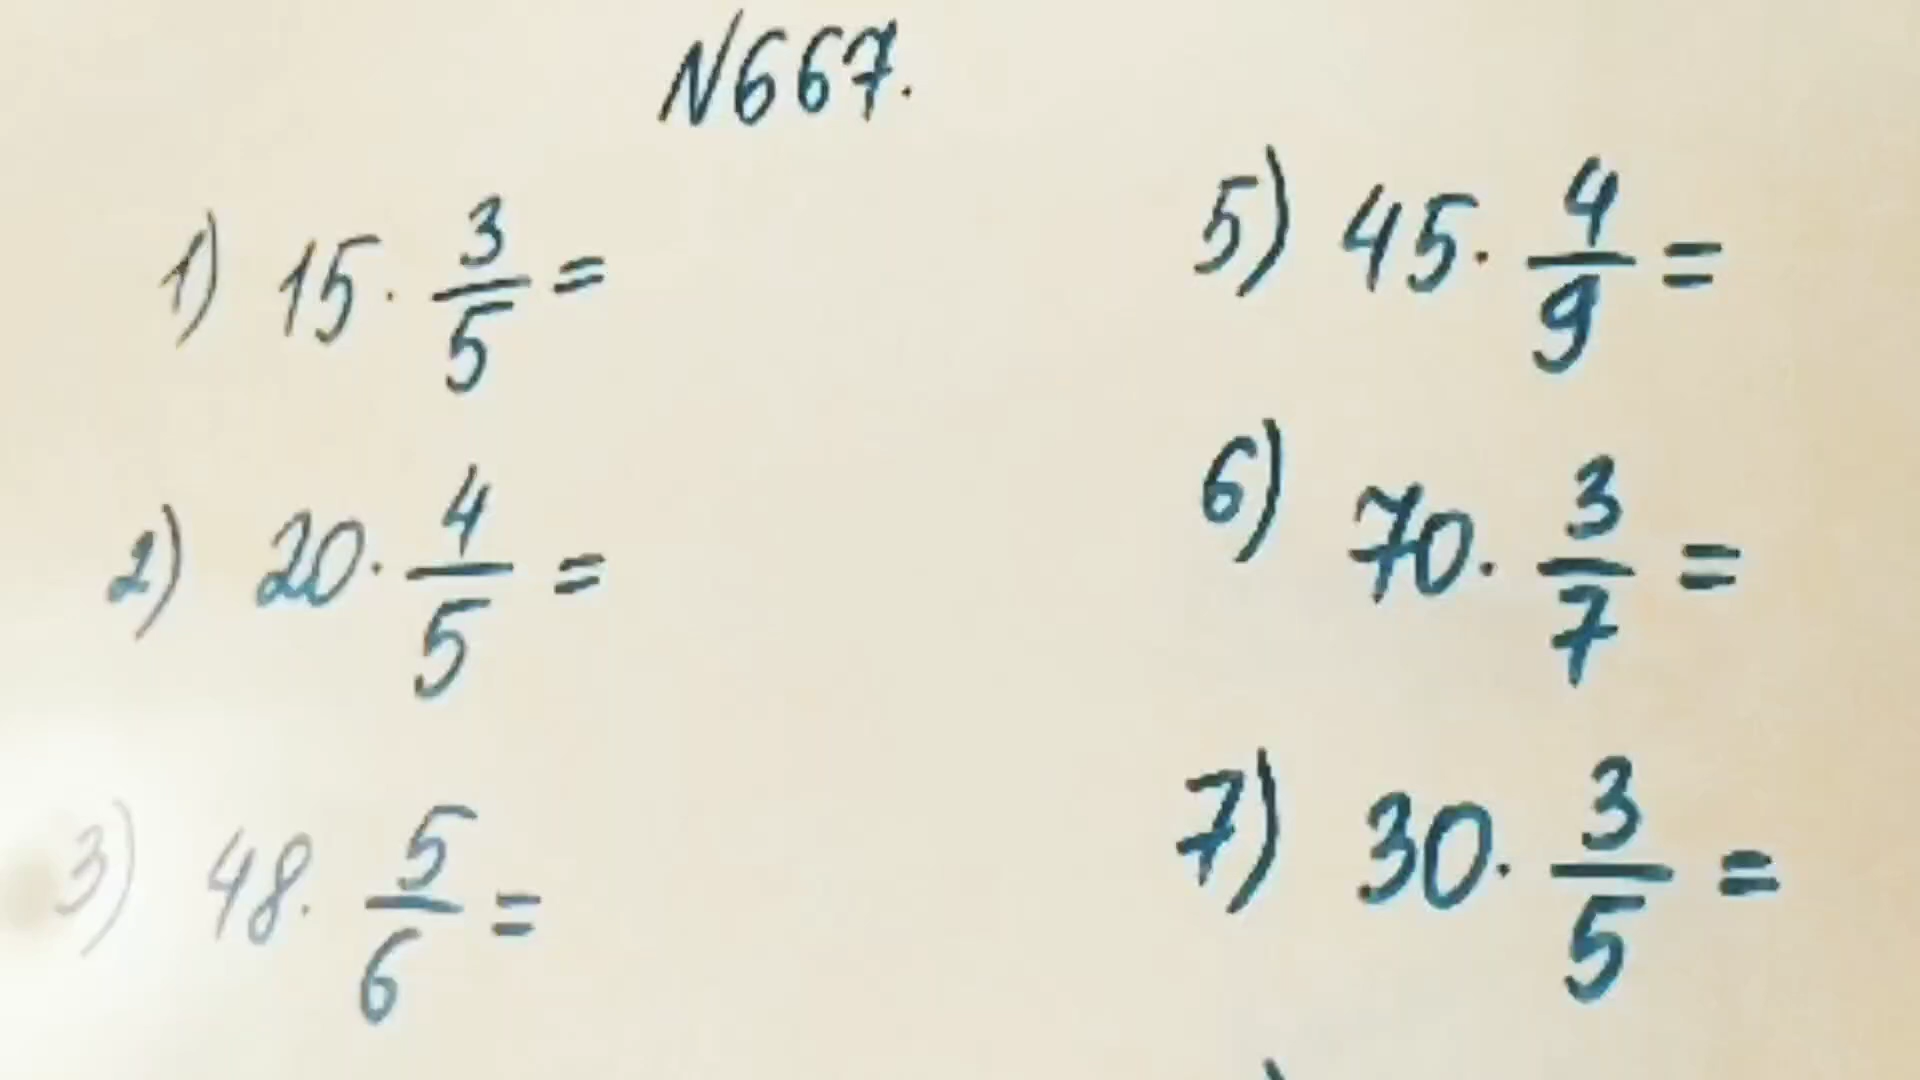 N667.
1) 15 · 3/5 =
2) 20 · 4/5 =
3) 48 · 5/6 =
5) 45 · 4/9 =
6) 70 · 3/7 =
7) 30 · 3/5 =